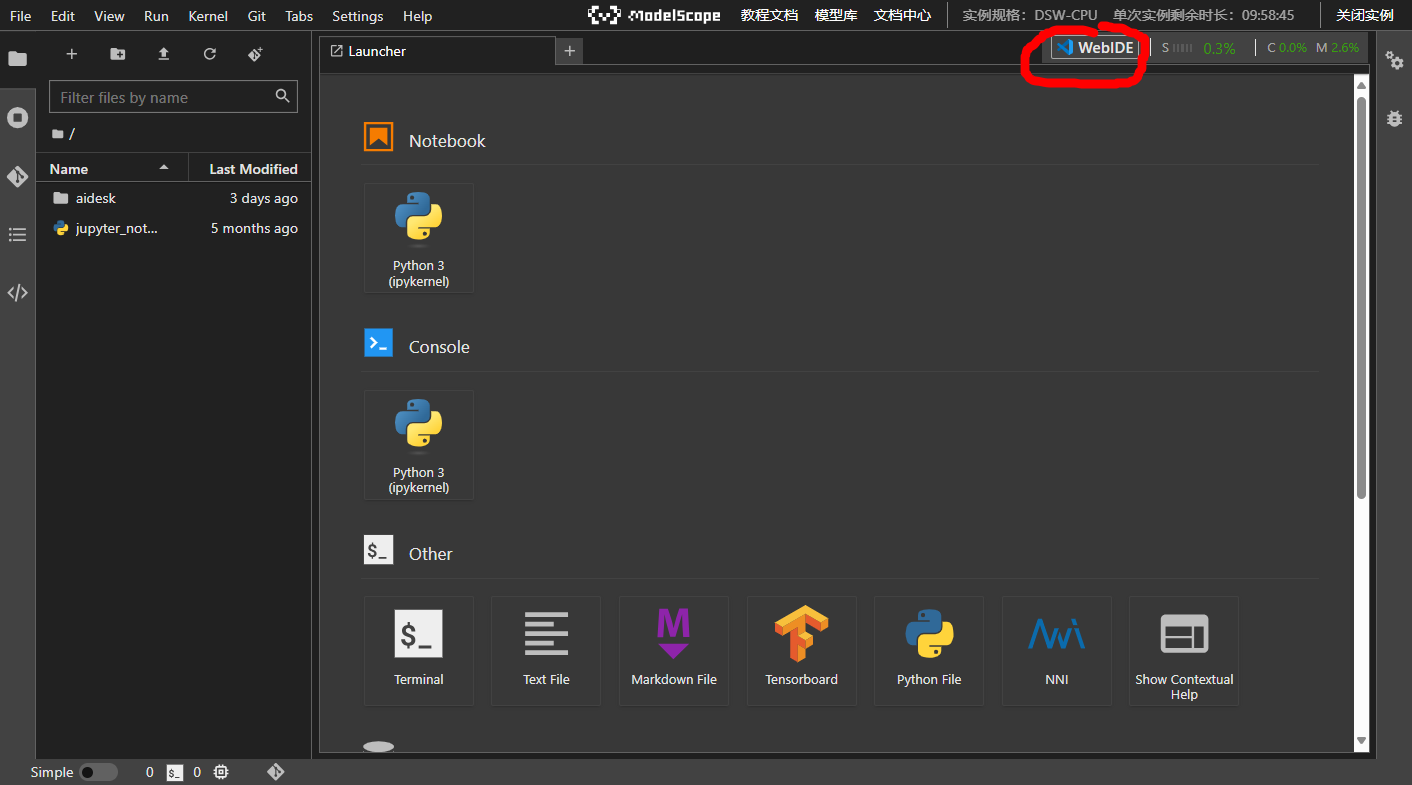 File Edit View Run Kernel Git Tabs Settings Help ModelScope 教程文档 模型库 文档中心 实例规格：DSW-CPU 单次实例剩余时长：09:58:45 关闭实例
Launcher
WebIDE S 0.3% C 0.0% M 2.6%
Filter files by name
/
Name Last Modified
aidesk 3 days ago
jupyter_not... 5 months ago
Notebook
Python 3
(ipykernel)
Console
Python 3
(ipykernel)
$_ Other
$_
Terminal
Text File
Markdown File
Tensorboard
Python File
NNI
Show Contextual
Help
Simple 0 $_ 0